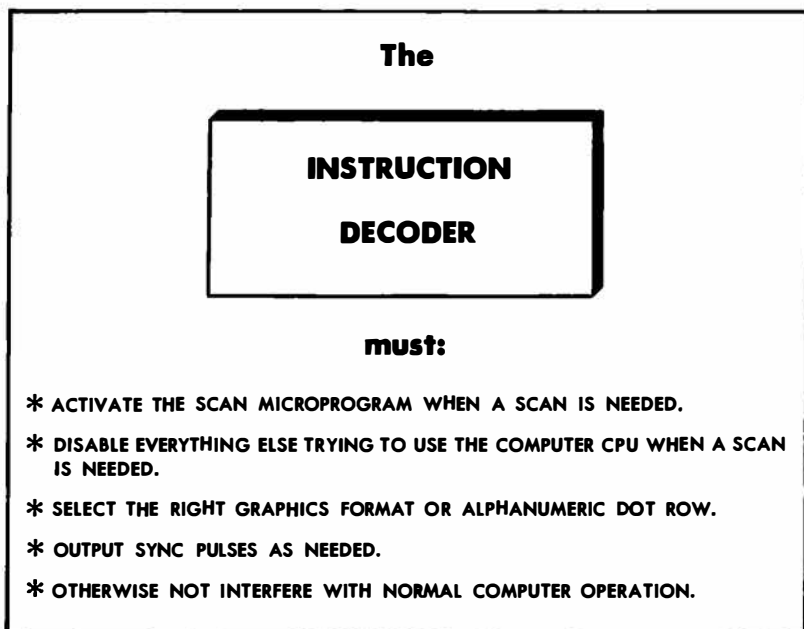 The
INSTRUCTION
DECODER
must:
* ACTIVATE THE SCAN MICROPROGRAM WHEN A SCAN IS NEEDED.
* DISABLE EVERYTHING ELSE TRYING TO USE THE COMPUTER CPU WHEN A SCAN
IS NEEDED.
* SELECT THE RIGHT GRAPHICS FORMAT OR ALPHANUMERIC DOT ROW.
* OUTPUT SYNC PULSES AS NEEDED.
* OTHERWISE NOT INTERFERE WITH NORMAL COMPUTER OPERATION.